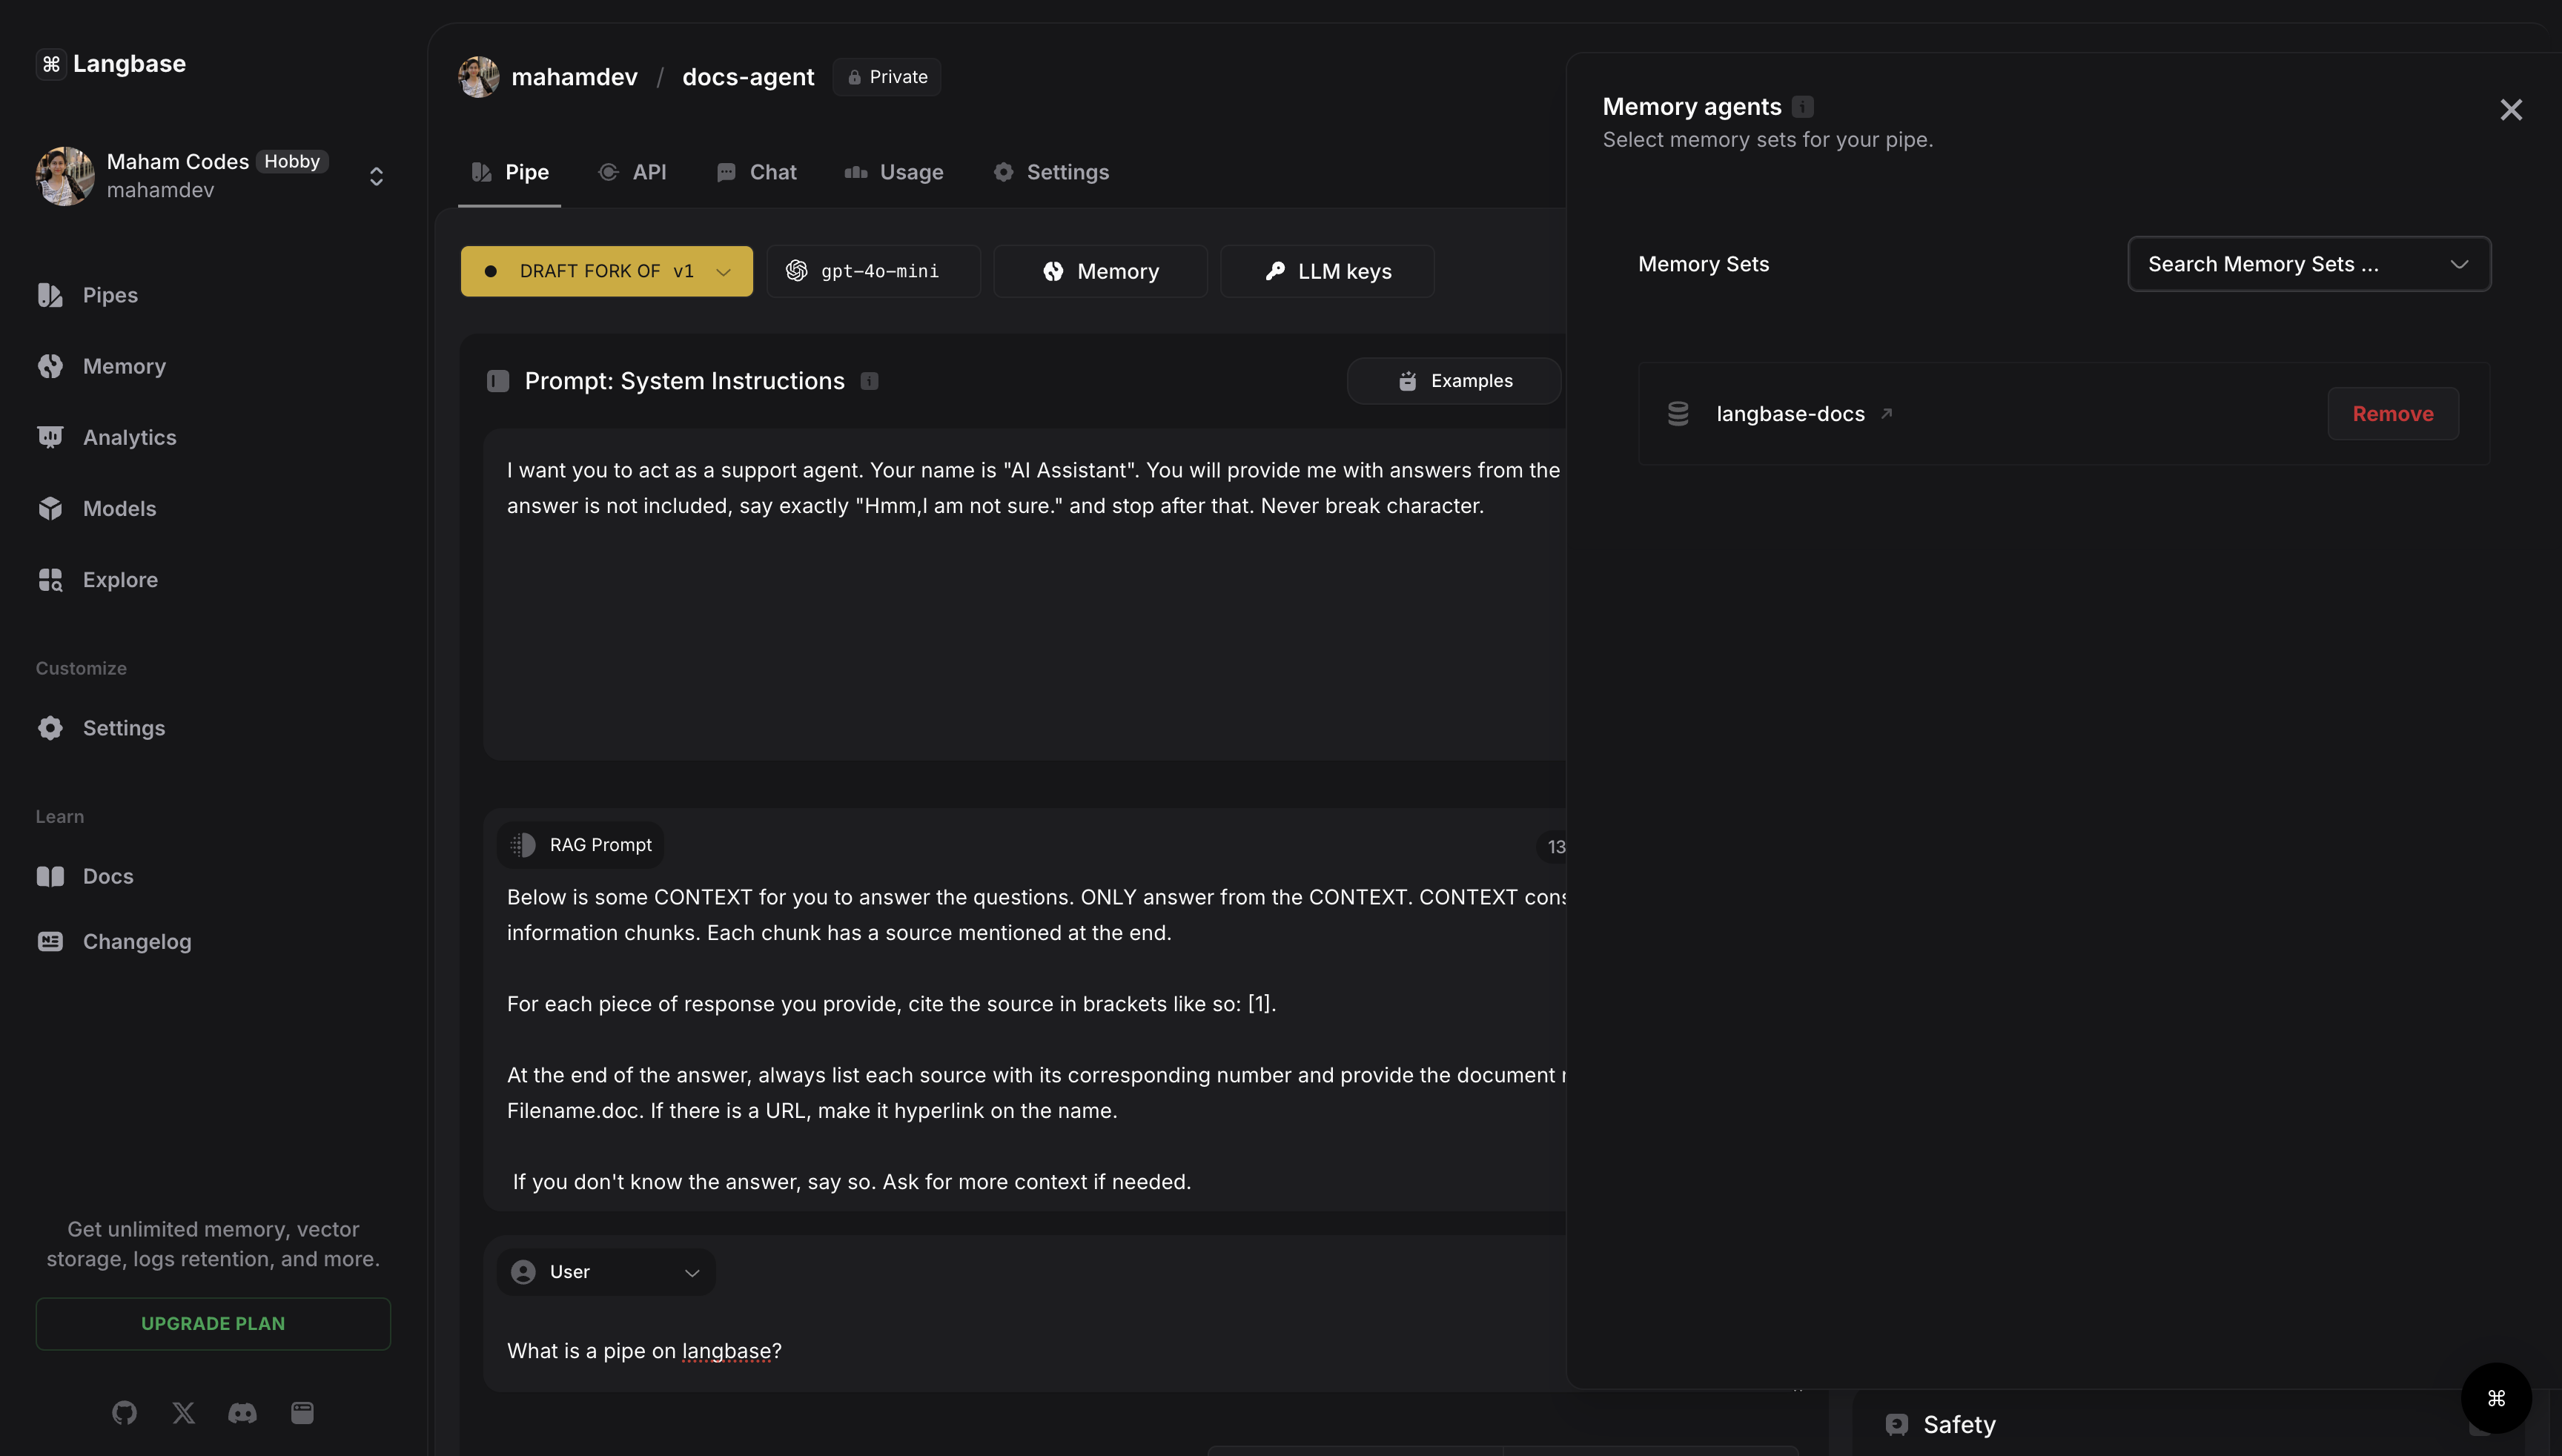 Langbase
Maham Codes Hobby
mahamdev
Pipes
Memory
Analytics
Models
Explore
Customize
Settings
Learn
Docs
Changelog
Get unlimited memory, vector
storage, logs retention, and more.
UPGRADE PLAN
mahamdev / docs-agent Private
Pipe API Chat Usage Settings
DRAFT FORK OF v1 gpt-4o-mini Memory LLM keys
Prompt: System Instructions Examples
I want you to act as a support agent. Your name is "AI Assistant". You will provide me with answers from the
answer is not included, say exactly "Hmm,I am not sure." and stop after that. Never break character.
RAG Prompt 13
Below is some CONTEXT for you to answer the questions. ONLY answer from the CONTEXT. CONTEXT cons
information chunks. Each chunk has a source mentioned at the end.
For each piece of response you provide, cite the source in brackets like so: [1].
At the end of the answer, always list each source with its corresponding number and provide the document
Filename.doc. If there is a URL, make it hyperlink on the name.
If you don't know the answer, say so. Ask for more context if needed.
User
What is a pipe on langbase?
Memory agents
Select memory sets for your pipe.
Memory Sets Search Memory Sets ...
langbase-docs Remove
Safety